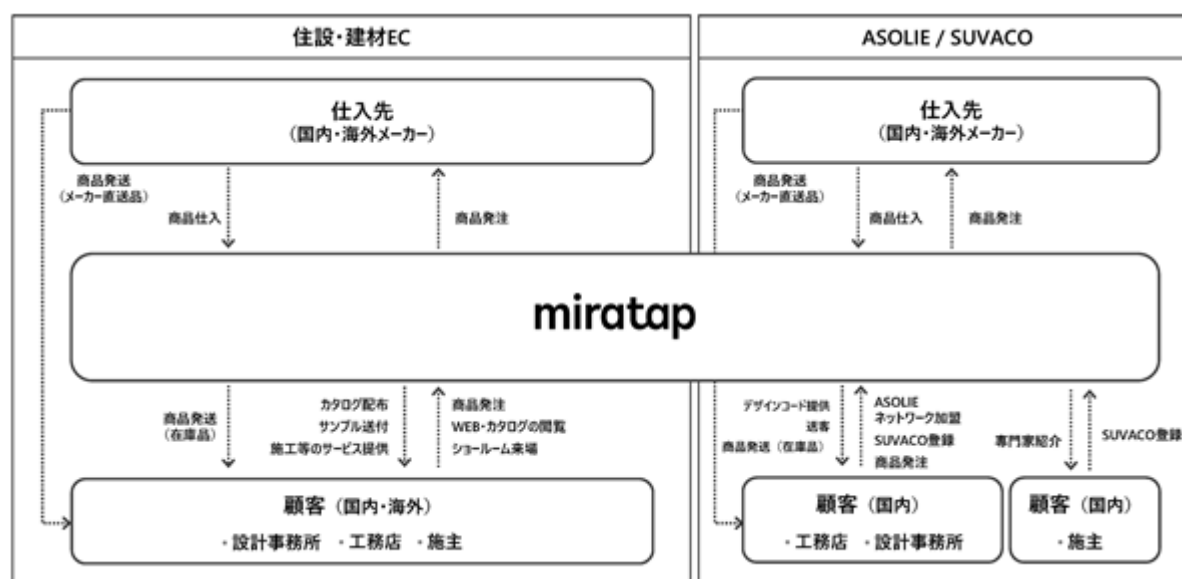 住設・建材EC
仕入先
（国内・海外メーカー）
商品発送
（メーカー直送品）
商品仕入
商品発注
ASOLIE / SUVACO
仕入先
（国内・海外メーカー）
商品発送
（メーカー直送品）
商品仕入
商品発注
miratap
商品発送
（在庫品）
カタログ配布
サンプル送付
施工等のサービス提供
商品発注
WEB・カタログの閲覧
ショールーム来場
顧客（国内・海外）
・設計事務所 ・工務店 ・施主
デザインコード提供
送客
商品発送（在庫品）
ASOLIE
ネットワーク加盟
SUVACO登録
商品発注
専門家紹介
SUVACO登録
顧客（国内）
・工務店 ・設計事務所
顧客（国内）
・施主